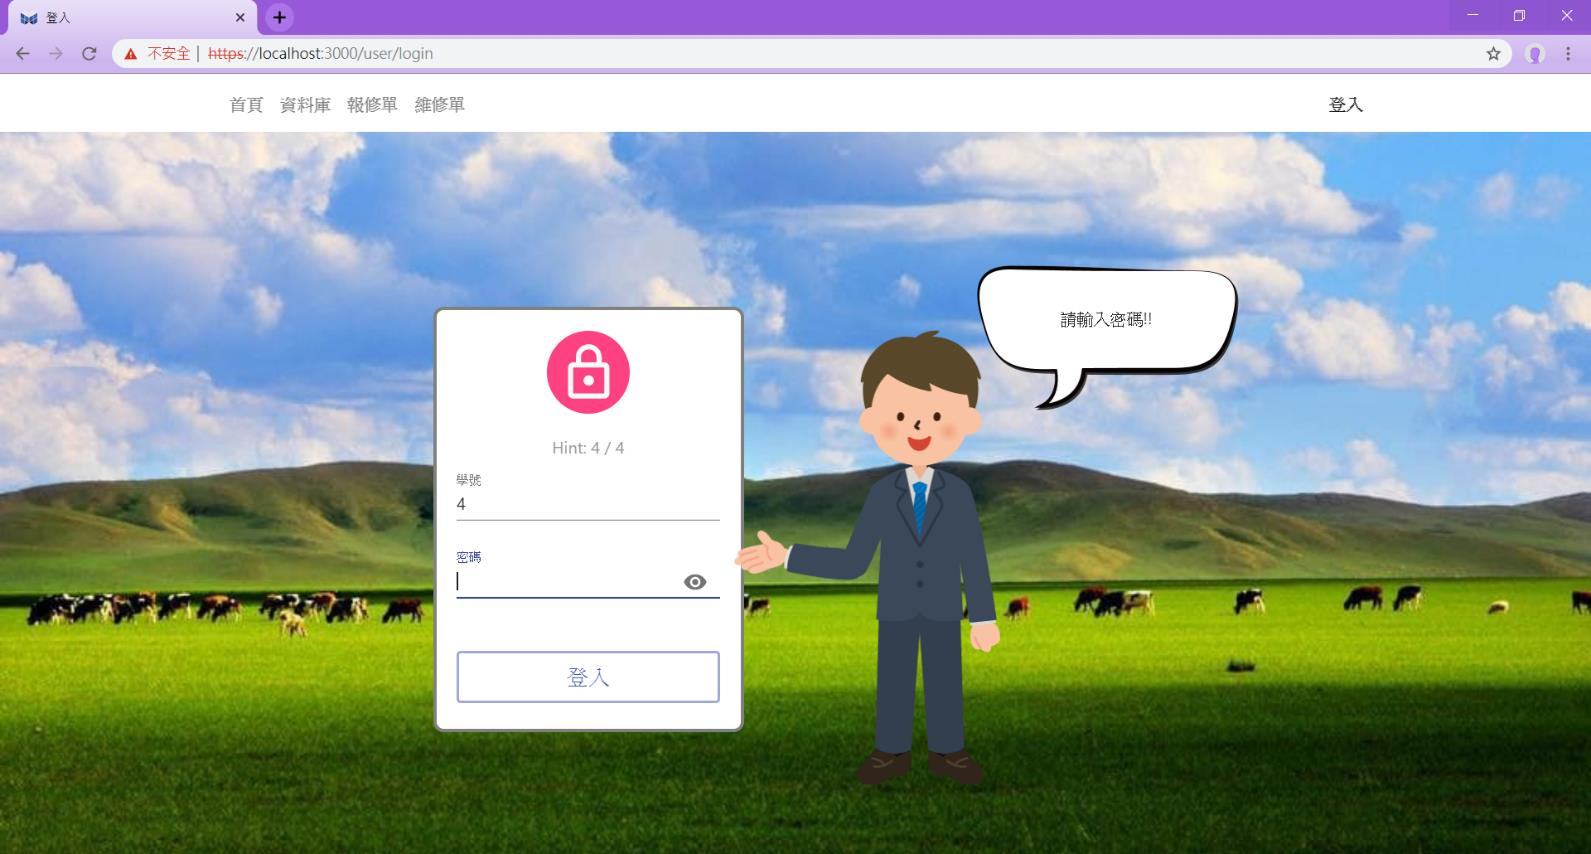 登入
不安全 | https://localhost:3000/user/login
首頁 資料庫 報修單 維修單 登入
請輸入密碼!!
Hint: 4 / 4
學號
4
密碼
登入